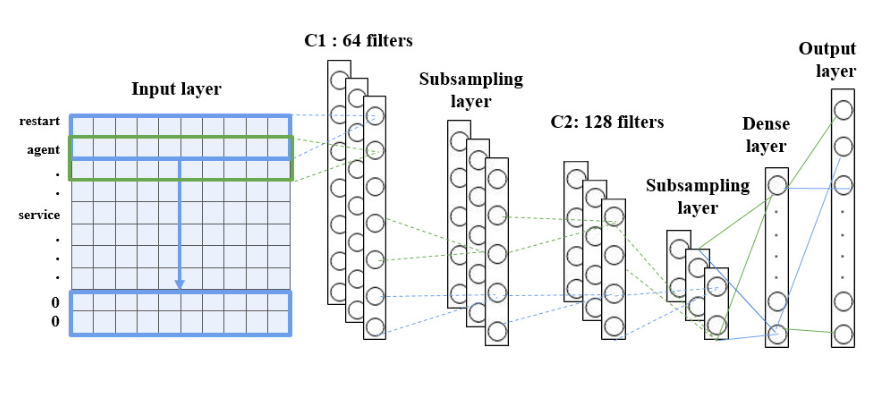 Input layer
restart
agent
.
.
service
.
.
.
0
0
C1 : 64 filters
Subsampling
layer
C2: 128 filters
Subsampling
layer
Dense
layer
Output
layer